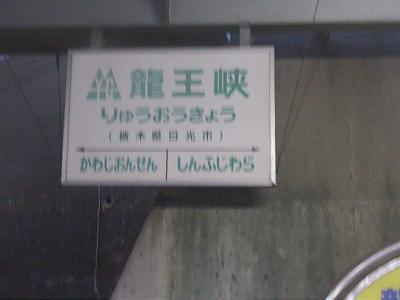 龍王峡
りゅうおうきょう
(栃木県日光市)
かわじおんせん しんふじわら